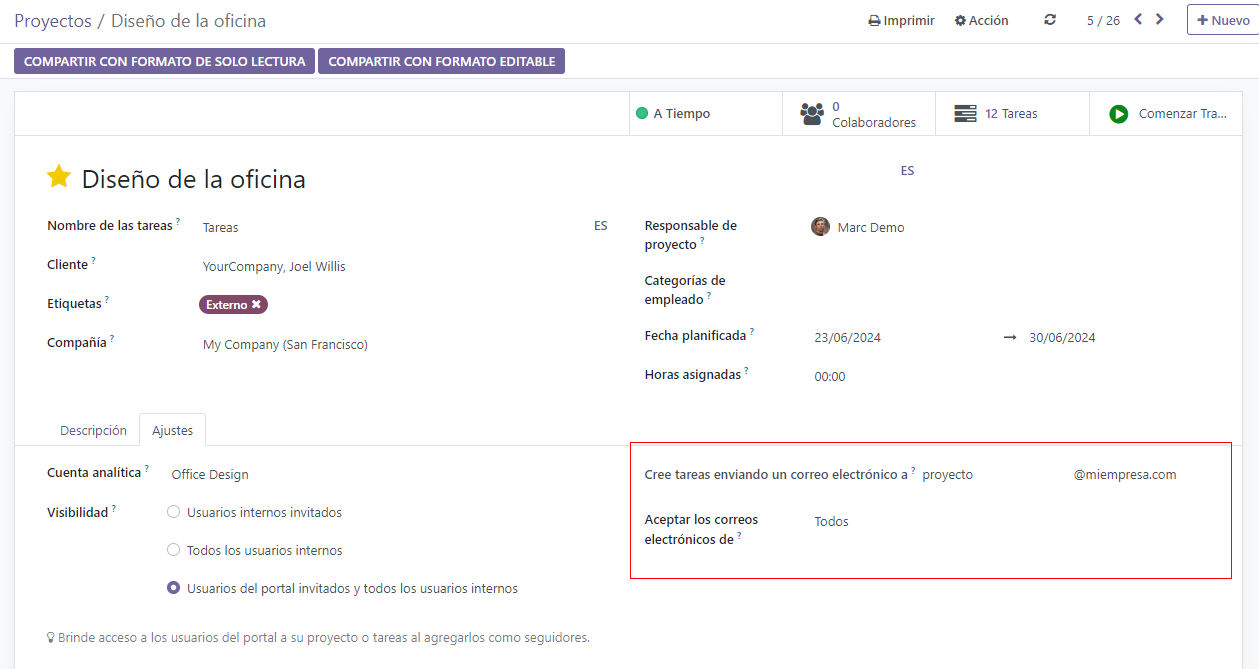 Proyectos / Diseño de la oficina
Imprimir
Acción
5 / 26
Nuevo
COMPARTIR CON FORMATO DE SOLO LECTURA
COMPARTIR CON FORMATO EDITABLE
A Tiempo
0
Colaboradores
12 Tareas
Comenzar Tra...
Diseño de la oficina
ES
Nombre de las tareas ?
Tareas
ES
Cliente ?
YourCompany, Joel Willis
Etiquetas ?
Externo ✖
Compañía ?
My Company (San Francisco)
Responsable de
proyecto ?
Marc Demo
Categorías de
empleado ?
Fecha planificada ?
23/06/2024 → 30/06/2024
Horas asignadas ?
00:00
Descripción
Ajustes
Cuenta analítica ?
Office Design
Visibilidad ?
Usuarios internos invitados
Todos los usuarios internos
Usuarios del portal invitados y todos los usuarios internos
Brinde acceso a los usuarios del portal a su proyecto o tareas al agregarlos como seguidores.
Cree tareas enviando un correo electrónico a ? proyecto @miempresa.com
Aceptar los correos
electrónicos de ?
Todos